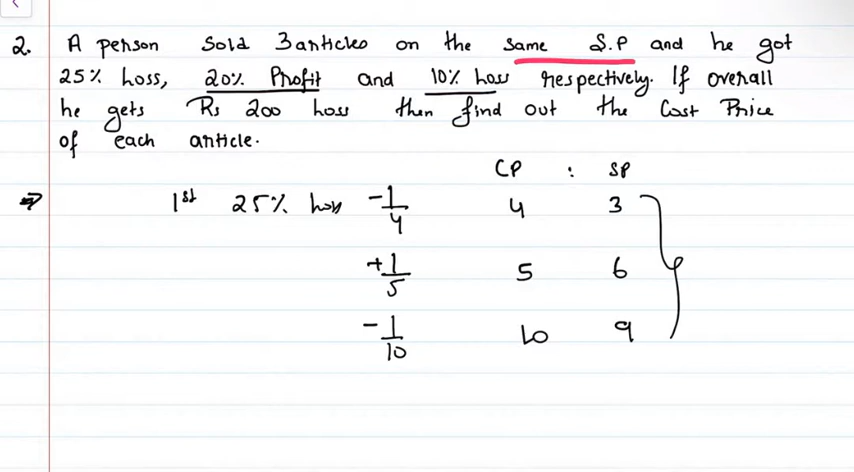 2. A person sold 3 articles on the same S.P and he got
25% loss, 20% Profit and 10% loss respectively. If overall
he gets Rs 200 loss then find out the Cost Price
of each article.
CP : SP
⇒ 1st 25% loss -1/4 4 3
+1/5 5 6
-1/10 10 9